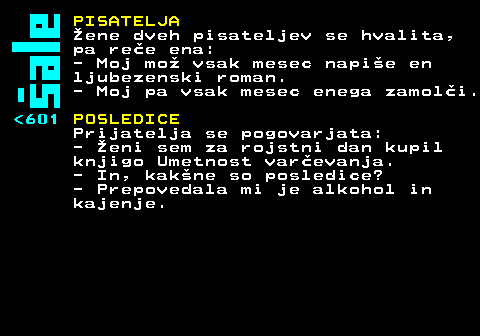 šale
PISATELJA
Žene dveh pisateljev se hvalita,
pa reče ena:
- Moj mož vsak mesec napiše en
ljubezenski roman.
- Moj pa vsak mesec enega zamolči.
<601 POSLEDICE
Prijatelja se pogovarjata:
- Ženi sem za rojstni dan kupil
knjigo Umetnost varčevanja.
- In, kakšne so posledice?
- Prepovedala mi je alkohol in
kajenje.